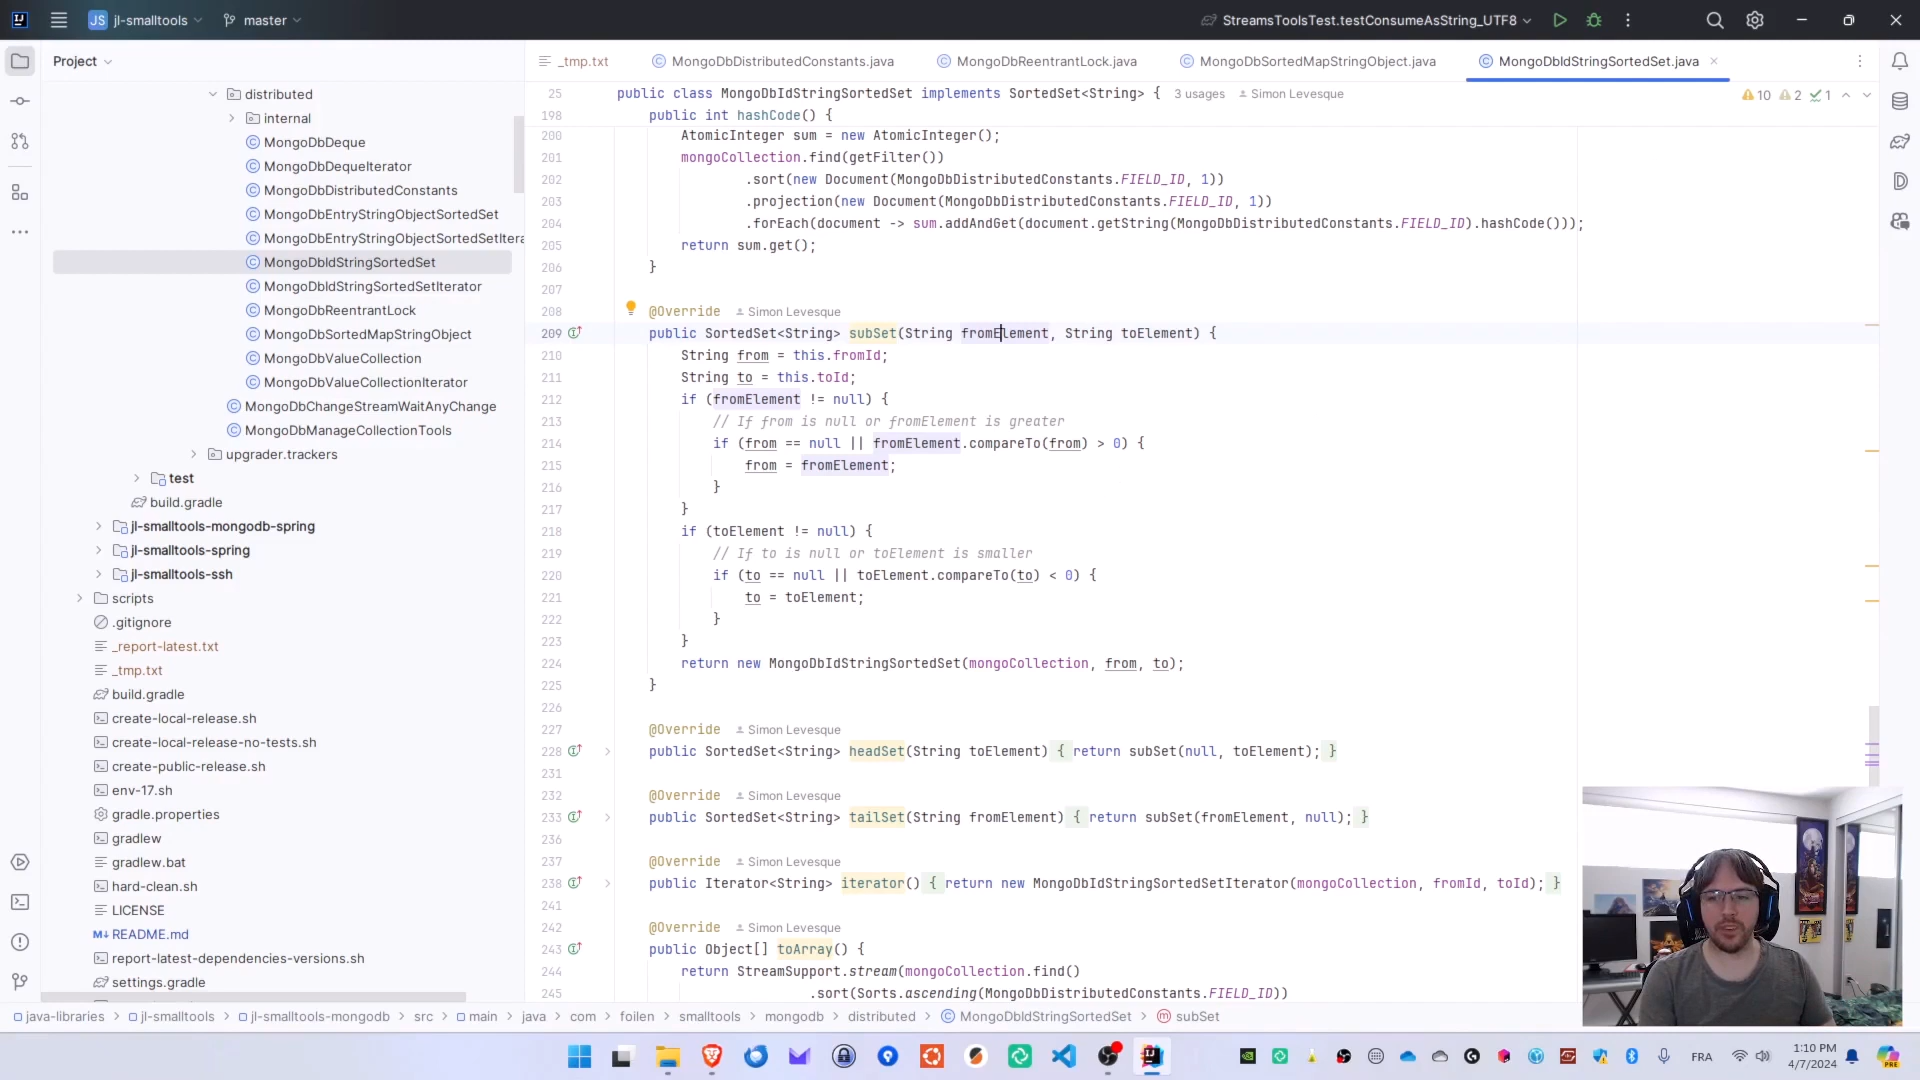 IJ
JS jl-smalltools
master
StreamsToolsTest.testConsumeAsString_UTF8
Project
_tmp.txt
MongoDbDistributedConstants.java
MongoDbReentrantLock.java
MongoDbSortedMapStringObject.java
MongoDbIdStringSortedSet.java
distributed
internal
MongoDbDeque
MongoDbDequeIterator
MongoDbDistributedConstants
MongoDbEntryStringObjectSortedSet
MongoDbEntryStringObjectSortedSetItera
MongoDbIdStringSortedSet
MongoDbIdStringSortedSetIterator
MongoDbReentrantLock
MongoDbSortedMapStringObject
MongoDbValueCollection
MongoDbValueCollectionIterator
MongoDbChangeStreamWaitAnyChange
MongoDbManageCollectionTools
upgrader.trackers
test
build.gradle
jl-smalltools-mongodb-spring
jl-smalltools-spring
jl-smalltools-ssh
scripts
.gitignore
_report-latest.txt
_tmp.txt
build.gradle
create-local-release.sh
create-local-release-no-tests.sh
create-public-release.sh
env-17.sh
gradle.properties
gradlew
gradlew.bat
hard-clean.sh
LICENSE
M↓ README.md
report-latest-dependencies-versions.sh
settings.gradle
25 public class MongoDbIdStringSortedSet implements SortedSet<String> { 3 usages Simon Levesque
10 2 1
198 public int hashCode() {
200 AtomicInteger sum = new AtomicInteger();
201 mongoCollection.find(getFilter())
202 .sort(new Document(MongoDbDistributedConstants.FIELD_ID, 1))
203 .projection(new Document(MongoDbDistributedConstants.FIELD_ID, 1))
204 .forEach(document -> sum.addAndGet(document.getString(MongoDbDistributedConstants.FIELD_ID).hashCode()));
205 return sum.get();
206 }
207
208 @Override Simon Levesque
209 public SortedSet<String> subSet(String fromElement, String toElement) {
210 String from = this.fromId;
211 String to = this.toId;
212 if (fromElement != null) {
213 // If from is null or fromElement is greater
214 if (from == null || fromElement.compareTo(from) > 0) {
215 from = fromElement;
216 }
217 }
218 if (toElement != null) {
219 // If to is null or toElement is smaller
220 if (to == null || toElement.compareTo(to) < 0) {
221 to = toElement;
222 }
223 }
224 return new MongoDbIdStringSortedSet(mongoCollection, from, to);
225 }
226
227 @Override Simon Levesque
228 public SortedSet<String> headSet(String toElement) { return subSet(null, toElement); }
231
232 @Override Simon Levesque
233 public SortedSet<String> tailSet(String fromElement) { return subSet(fromElement, null); }
236
237 @Override Simon Levesque
238 public Iterator<String> iterator() { return new MongoDbIdStringSortedSetIterator(mongoCollection, fromId, toId); }
241
242 @Override Simon Levesque
243 public Object[] toArray() {
244 return StreamSupport.stream(mongoCollection.find()
245 .sort(Sorts.ascending(MongoDbDistributedConstants.FIELD_ID))
java-libraries > jl-smalltools > jl-smalltools-mongodb > src > main > java > com > foilen > smalltools > mongodb > distributed > MongoDbIdStringSortedSet > subSet
FRA
1:10 PM
4/7/2024
PRE